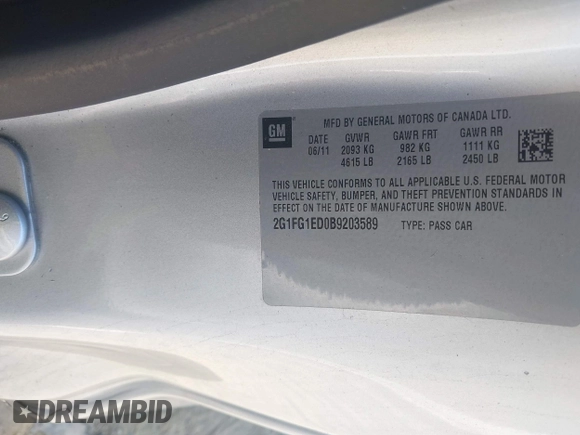 GM
MFD BY GENERAL MOTORS OF CANADA LTD.
DATE GVWR GAWR FRT GAWR RR
06/11 2093 KG 982 KG 1111 KG
4615 LB 2165 LB 2450 LB
THIS VEHICLE CONFORMS TO ALL APPLICABLE U.S. FEDERAL MOTOR
VEHICLE SAFETY, BUMPER, AND THEFT PREVENTION STANDARDS IN
EFFECT ON THE DATE OF MANUFACTURE SHOWN ABOVE.
2G1FG1ED0B9203589 TYPE: PASS CAR
DREAMBID